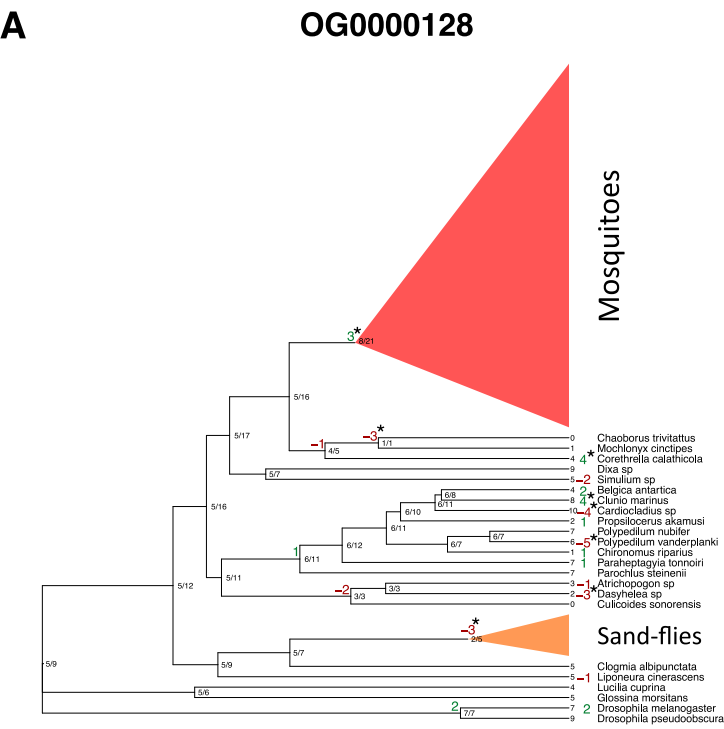 A
OG0000128
Mosquitoes
3 *
8/21
5/16
−3 *
0 Chaoborus trivitattus
5/17
−1
1/1
1 Mochlonyx cinctipes
4/5
4 4 * Corethrella calathicola
9 Dixa sp
5/7
5 −2 Simulium sp
6/8
4 2 Belgica antartica
8 4 * Clunio marinus
5/16
6/11
10 −4 * Cardiocladius sp
6/10
2 1 Propsilocerus akamusi
6/11
7 Polypedilum nubifer
6/7
6 −5 * Polypedilum vanderplanki
6/12
6/7
1 1 Chironomus riparius
1
6/11
7 1 Paraheptagyia tonnoiri
7 Parochlus steinenii
5/11
5/12
3 −1 Atrichopogon sp
−2
3/3
2 −3 * Dasyhelea sp
3/3
0 Culicoides sonorensis
−3 *
2/5
Sand-flies
5/7
5/9
5/9
5 Clogmia albipunctata
5 −1 Liponeura cinerascens
4 Lucilia cuprina
5/6
5 Glossina morsitans
2
7 2 Drosophila melanogaster
7/7
9 Drosophila pseudoobscura